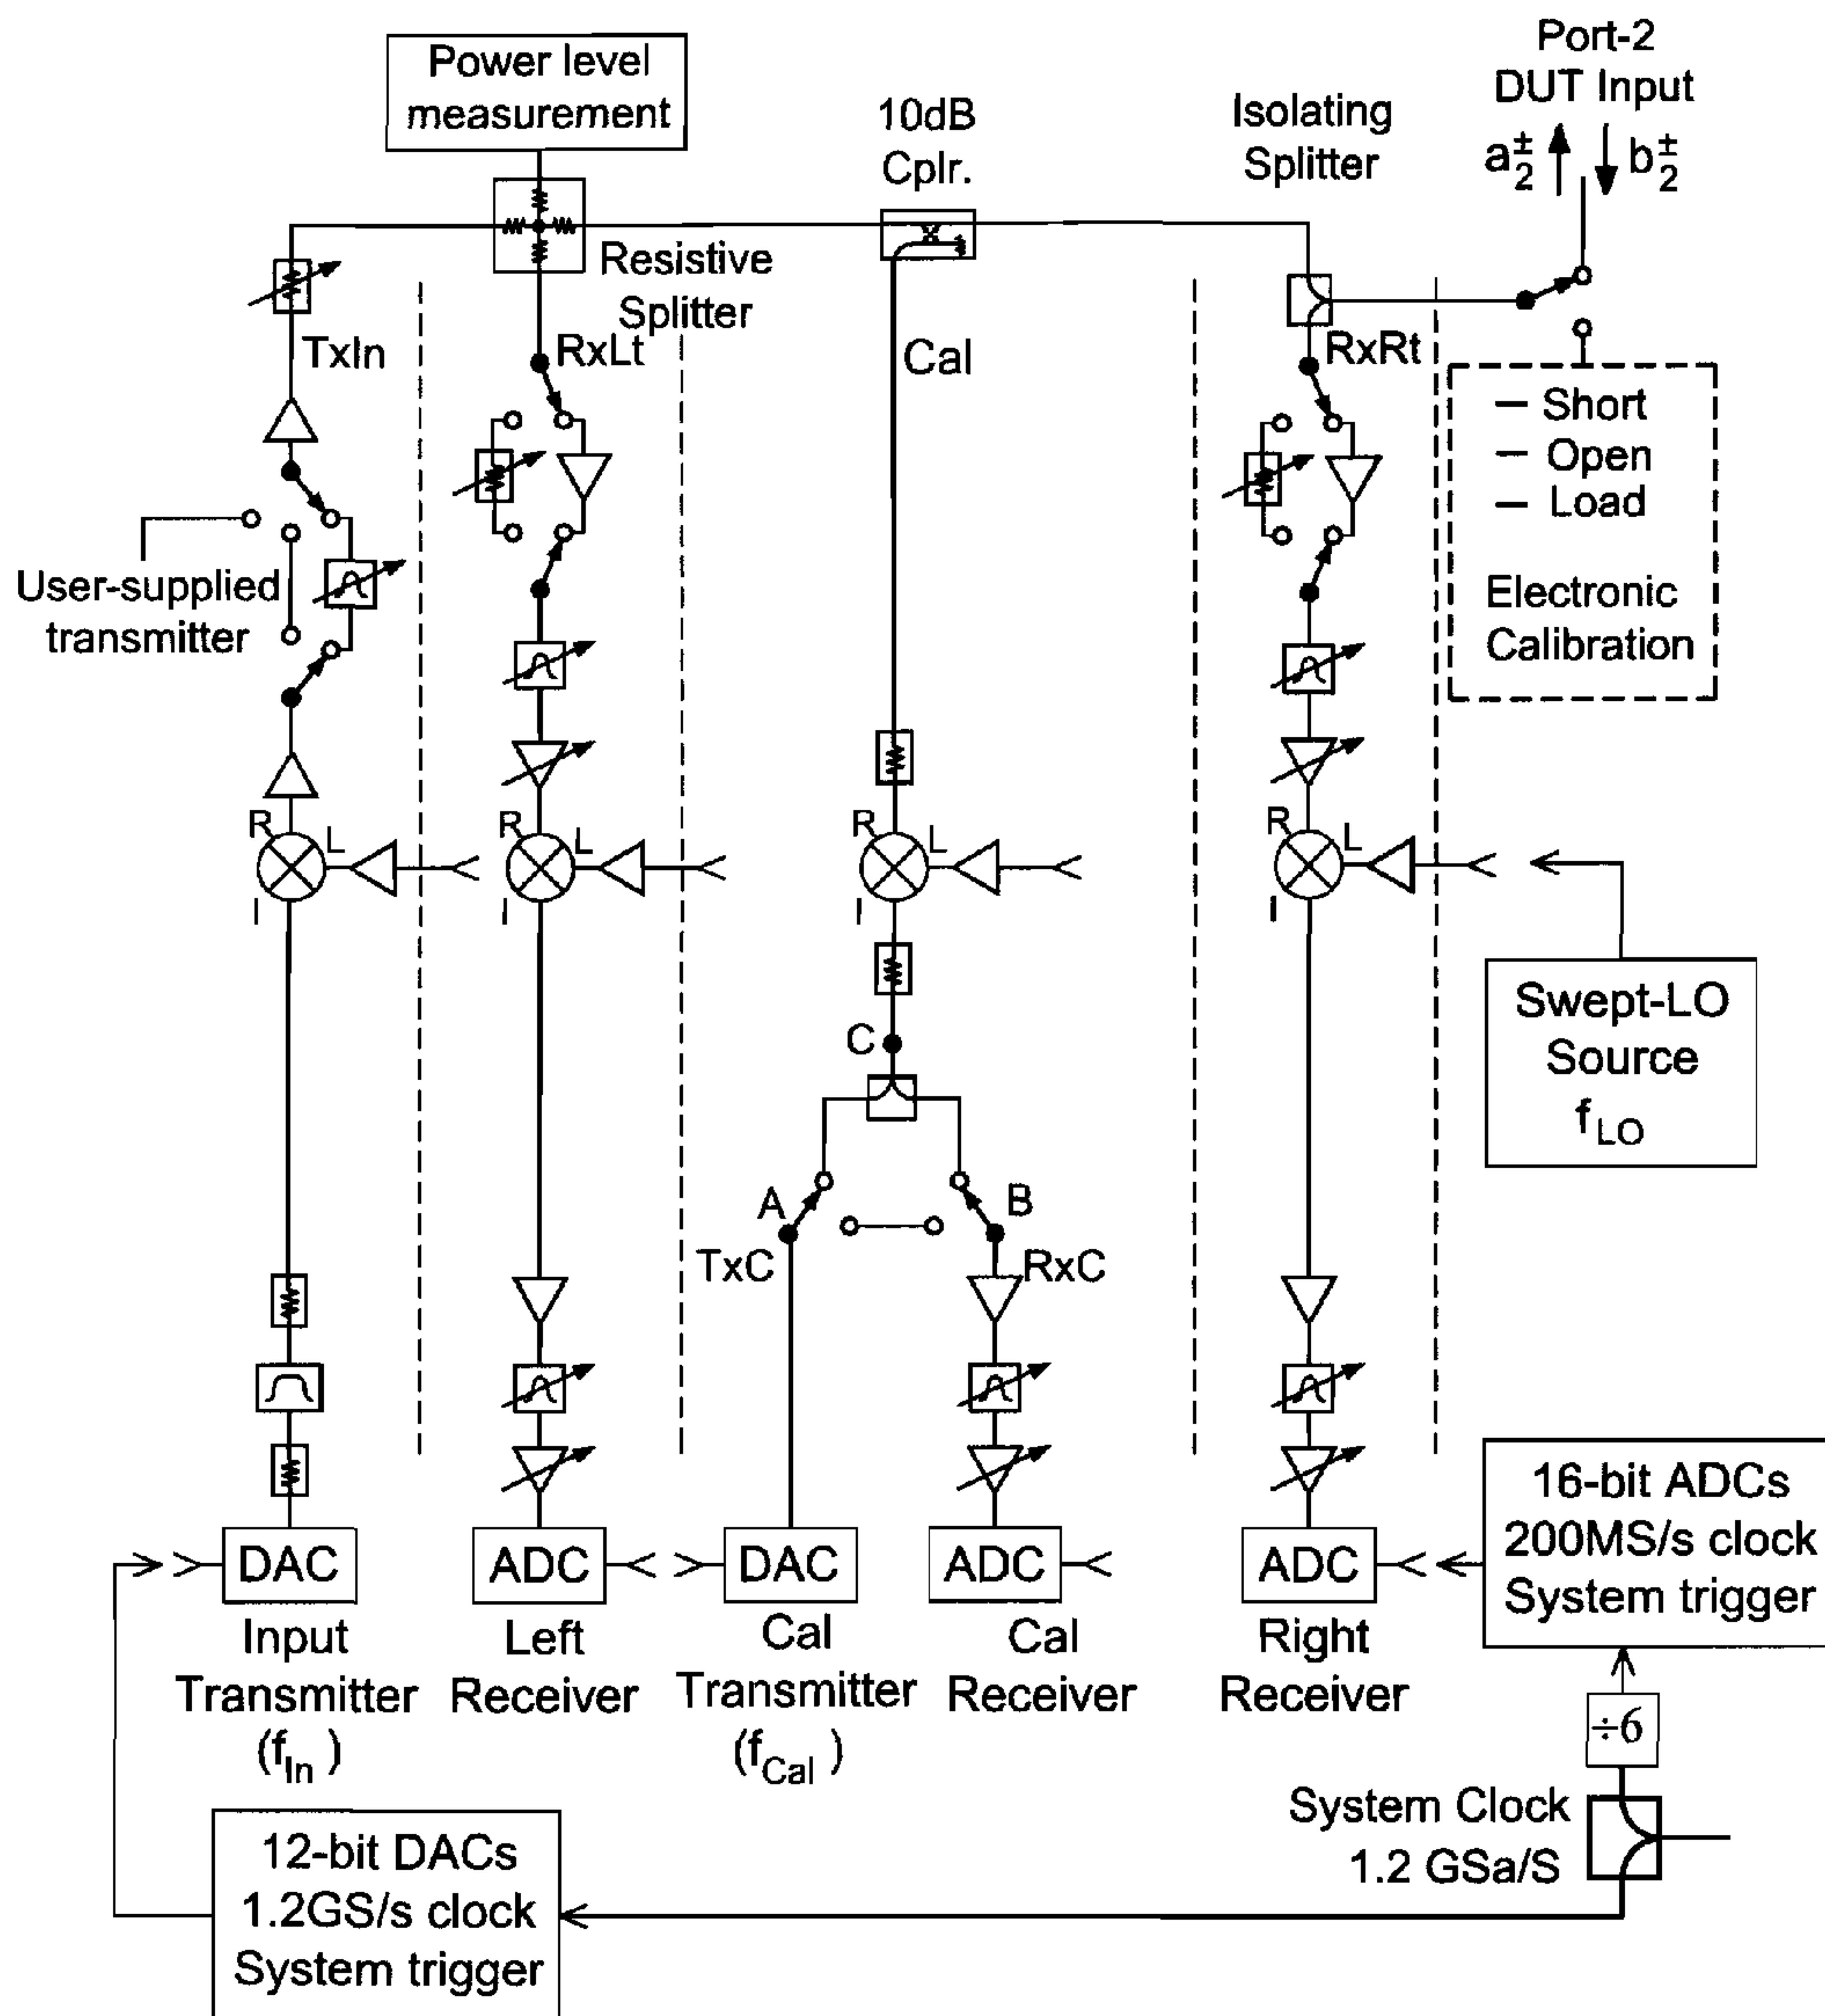 Power level
measurement
10dB
Cplr.
Isolating
Splitter
Port-2
DUT Input
a₂± b₂±
Resistive
Splitter
TxIn
RxLt
Cal
RxRt
Short
Open
Load
Electronic
Calibration
User-supplied
transmitter
R L I
R L I
R L I
R L I
Swept-LO
Source
fLO
C
A
B
TxC
RxC
16-bit ADCs
200MS/s clock
System trigger
DAC
ADC
DAC
ADC
ADC
Input
Transmitter
(fIn)
Left
Receiver
Cal
Transmitter
(fCal)
Cal
Receiver
Right
Receiver
÷6
System Clock
1.2 GSa/S
12-bit DACs
1.2GS/s clock
System trigger